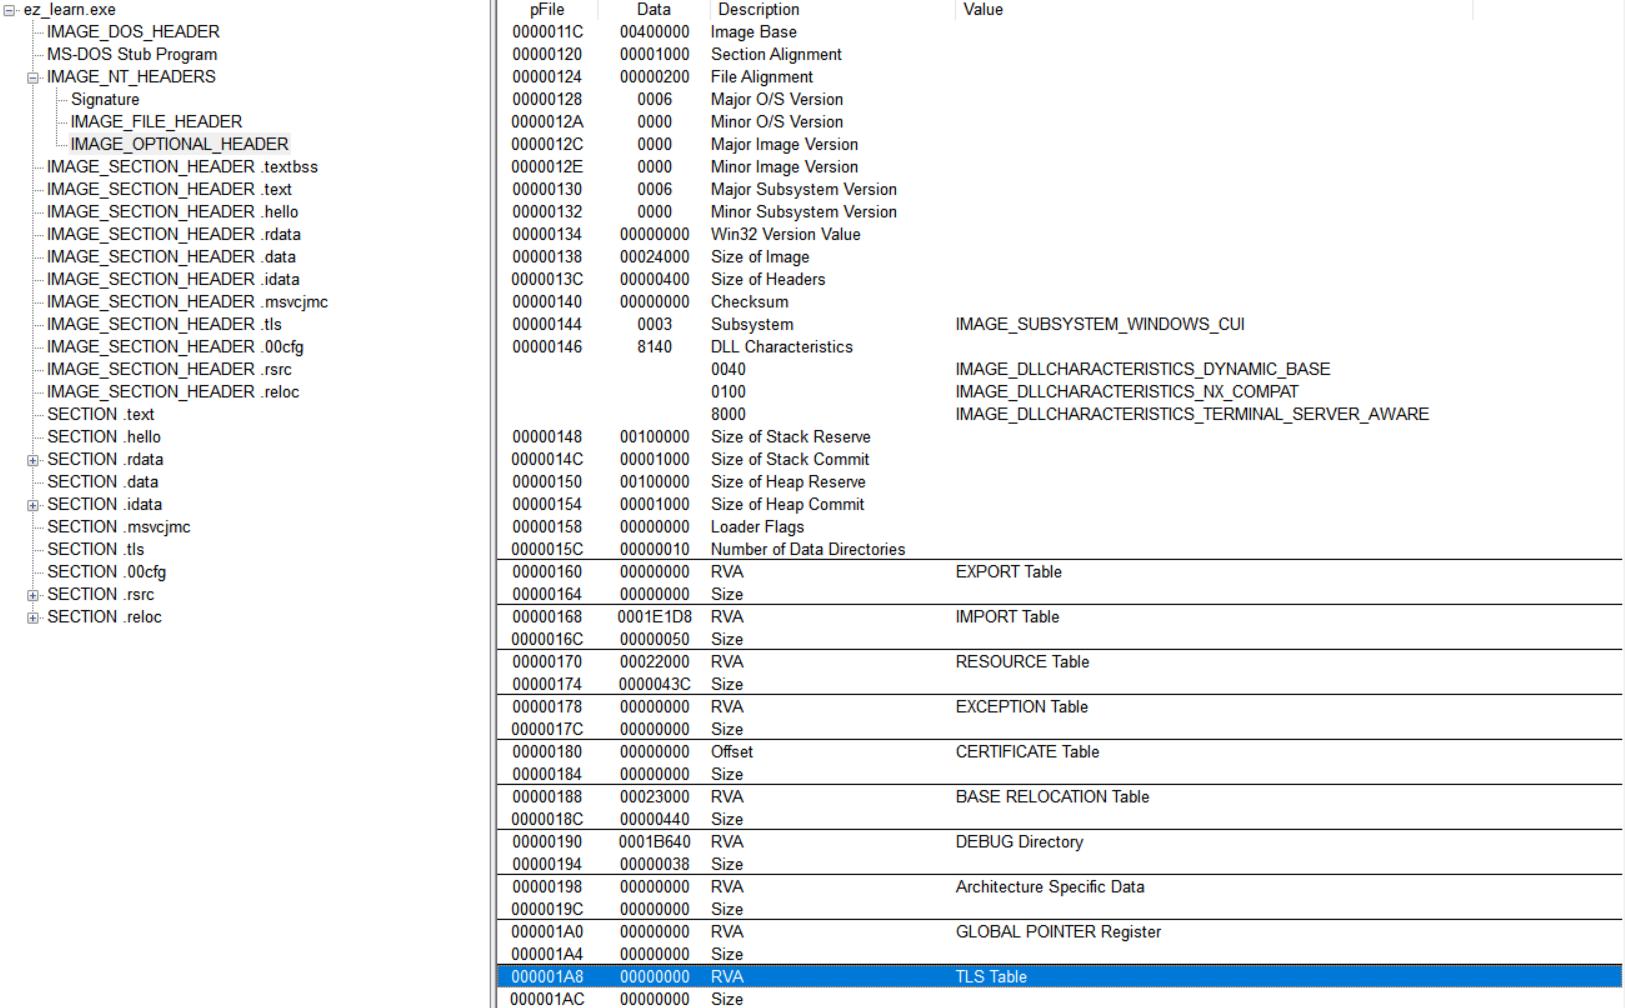 ez_learn.exe
IMAGE_DOS_HEADER
MS-DOS Stub Program
IMAGE_NT_HEADERS
Signature
IMAGE_FILE_HEADER
IMAGE_OPTIONAL_HEADER
IMAGE_SECTION_HEADER .textbss
IMAGE_SECTION_HEADER .text
IMAGE_SECTION_HEADER .hello
IMAGE_SECTION_HEADER .rdata
IMAGE_SECTION_HEADER .data
IMAGE_SECTION_HEADER .idata
IMAGE_SECTION_HEADER .msvcjmc
IMAGE_SECTION_HEADER .tls
IMAGE_SECTION_HEADER .00cfg
IMAGE_SECTION_HEADER .rsrc
IMAGE_SECTION_HEADER .reloc
SECTION .text
SECTION .hello
SECTION .rdata
SECTION .data
SECTION .idata
SECTION .msvcjmc
SECTION .tls
SECTION .00cfg
SECTION .rsrc
SECTION .reloc
pFile Data Description Value
0000011C 00400000 Image Base
00000120 00001000 Section Alignment
00000124 00000200 File Alignment
00000128 0006 Major O/S Version
0000012A 0000 Minor O/S Version
0000012C 0000 Major Image Version
0000012E 0000 Minor Image Version
00000130 0006 Major Subsystem Version
00000132 0000 Minor Subsystem Version
00000134 00000000 Win32 Version Value
00000138 00024000 Size of Image
0000013C 00000400 Size of Headers
00000140 00000000 Checksum
00000144 0003 Subsystem IMAGE_SUBSYSTEM_WINDOWS_CUI
00000146 8140 DLL Characteristics
0040 IMAGE_DLLCHARACTERISTICS_DYNAMIC_BASE
0100 IMAGE_DLLCHARACTERISTICS_NX_COMPAT
8000 IMAGE_DLLCHARACTERISTICS_TERMINAL_SERVER_AWARE
00000148 00100000 Size of Stack Reserve
0000014C 00001000 Size of Stack Commit
00000150 00100000 Size of Heap Reserve
00000154 00001000 Size of Heap Commit
00000158 00000000 Loader Flags
0000015C 00000010 Number of Data Directories
00000160 00000000 RVA EXPORT Table
00000164 00000000 Size
00000168 0001E1D8 RVA IMPORT Table
0000016C 00000050 Size
00000170 00022000 RVA RESOURCE Table
00000174 0000043C Size
00000178 00000000 RVA EXCEPTION Table
0000017C 00000000 Size
00000180 00000000 Offset CERTIFICATE Table
00000184 00000000 Size
00000188 00023000 RVA BASE RELOCATION Table
0000018C 00000440 Size
00000190 0001B640 RVA DEBUG Directory
00000194 00000038 Size
00000198 00000000 RVA Architecture Specific Data
0000019C 00000000 Size
000001A0 00000000 RVA GLOBAL POINTER Register
000001A4 00000000 Size
000001A8 00000000 RVA TLS Table
000001AC 00000000 Size